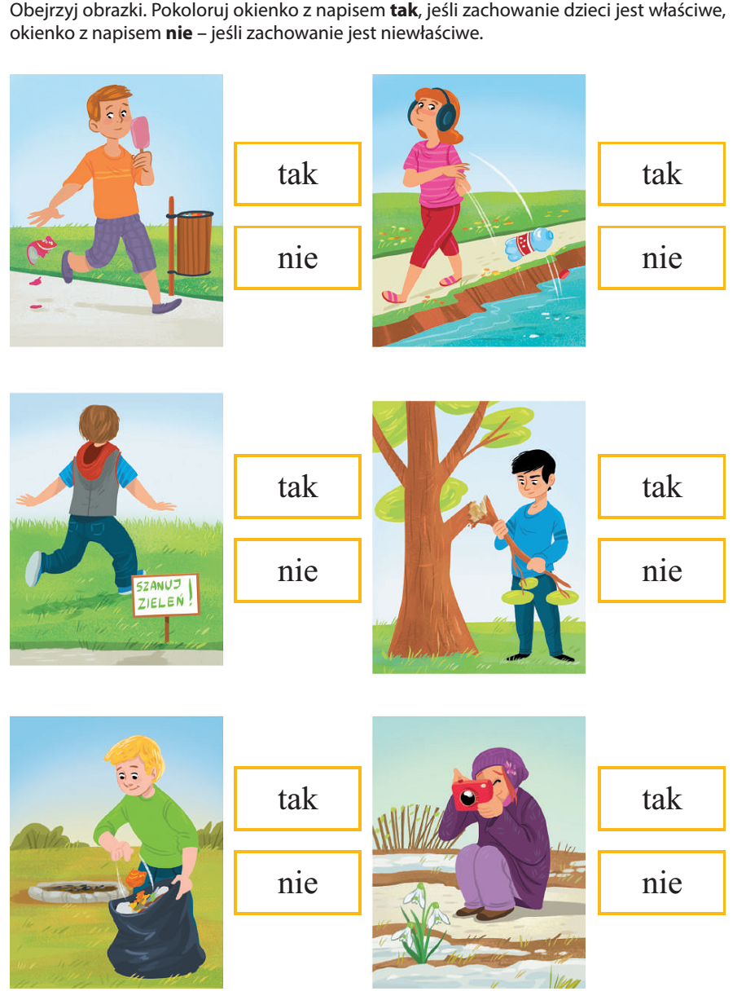 Obejrzyj obrazki. Pokoloruj okienko z napisem tak, jeśli zachowanie dzieci jest właściwe,
okienko z napisem nie – jeśli zachowanie jest niewłaściwe.
tak
nie
tak
nie
SZANUJ
ZIELEŃ!
tak
nie
tak
nie
tak
nie
tak
nie